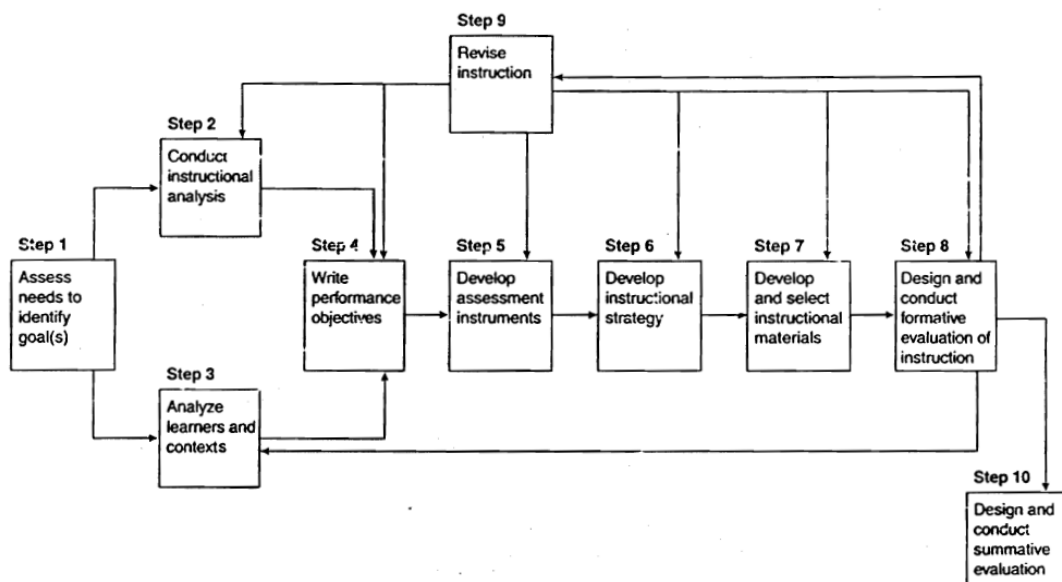 Step 9
Revise
instruction
Step 2
Conduct
instructional
analysis
Step 1
Assess
needs to
identify
goal(s)
Step 4
Write
performance
objectives
Step 5
Develop
assessment
instruments
Step 6
Develop
instructional
strategy
Step 7
Develop
and select
instructional
materials
Step 8
Design and
conduct
formative
evaluation of
instruction
Step 3
Analyze
learners and
contexts
Step 10
Design and
conduct
summative
evaluation